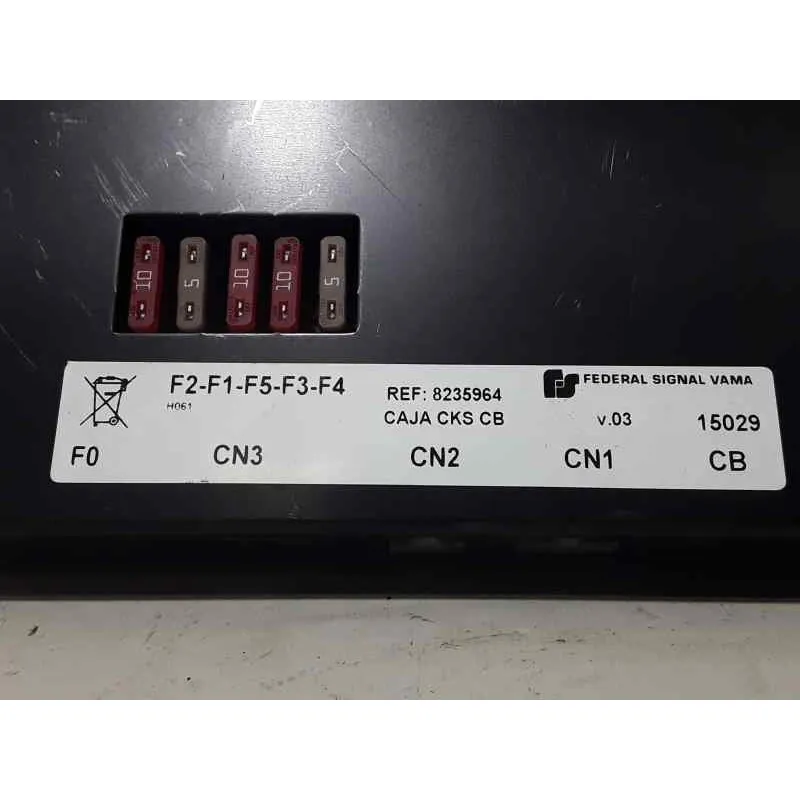 10 5 10 10 5
F2-F1-F5-F3-F4
H061
REF: 8235964
CAJA CKS CB
FS FEDERAL SIGNAL VAMA
v.03
15029
F0 CN3 CN2 CN1 CB